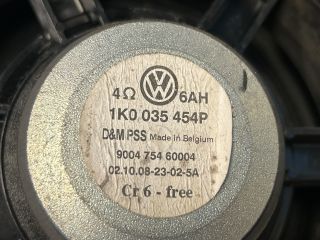 4Ω 6AH
1K0 035 454P
D&M PSS Made in Belgium
9004 754 60004
02.10.08-23-02-5A
Cr 6 - free